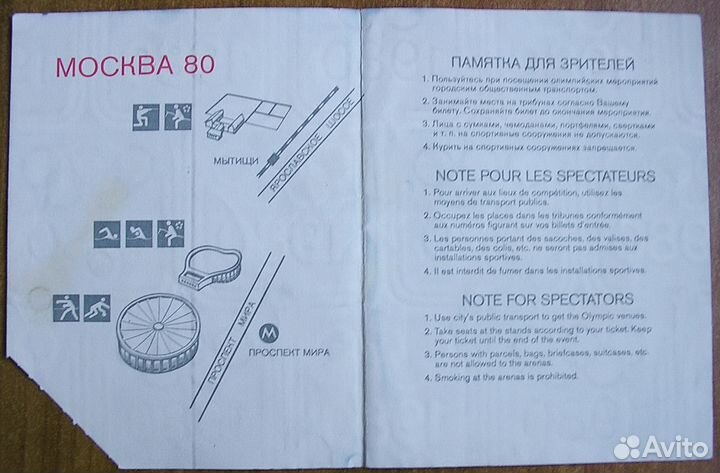 МОСКВА 80
МЫТИЩИ
ЯРОСЛАВСКОЕ ШОССЕ
ПРОСПЕКТ МИРА
М
ПРОСПЕКТ МИРА
ПАМЯТКА ДЛЯ ЗРИТЕЛЕЙ
1. Пользуйтесь при посещении олимпийских мероприятий
городским общественным транспортом.
2. Занимайте места на трибунах согласно Вашему
билету. Сохраняйте билет до окончания мероприятия.
3. Лица с сумками, чемоданами, портфелями, свертками
и т. п. на спортивные сооружения не допускаются.
4. Курить на спортивных сооружениях запрещается.
NOTE POUR LES SPECTATEURS
1. Pour arriver aux lieux de compétition, utilisez les
moyens de transport publics.
2. Occupez les places dans les tribunes conformément
aux numéros figurant sur vos billets d'entrée.
3. Les personnes portant des sacoches, des valises, des
cartables, des colis, etc. ne seront pas admises aux
installations sportives.
4. Il est interdit de fumer dans les installations sportives.
NOTE FOR SPECTATORS
1. Use city's public transport to get the Olympic venues.
2. Take seats at the stands according to your ticket. Keep
your ticket until the end of the event.
3. Persons with parcels, bags, briefcases, suitcases, etc.
are not allowed to the arenas.
4. Smoking at the arenas is prohibited.
Avito